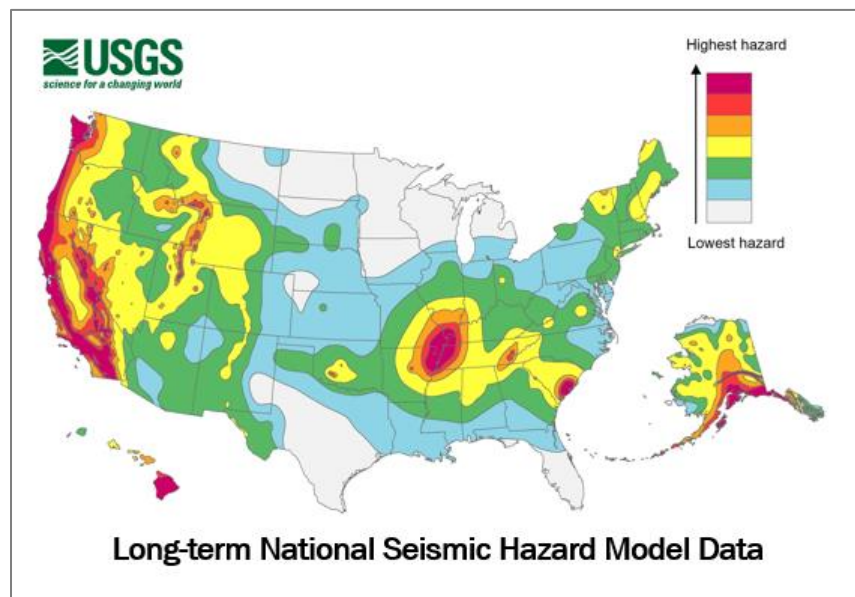 USGS
science for a changing world
Highest hazard
Lowest hazard
Long-term National Seismic Hazard Model Data